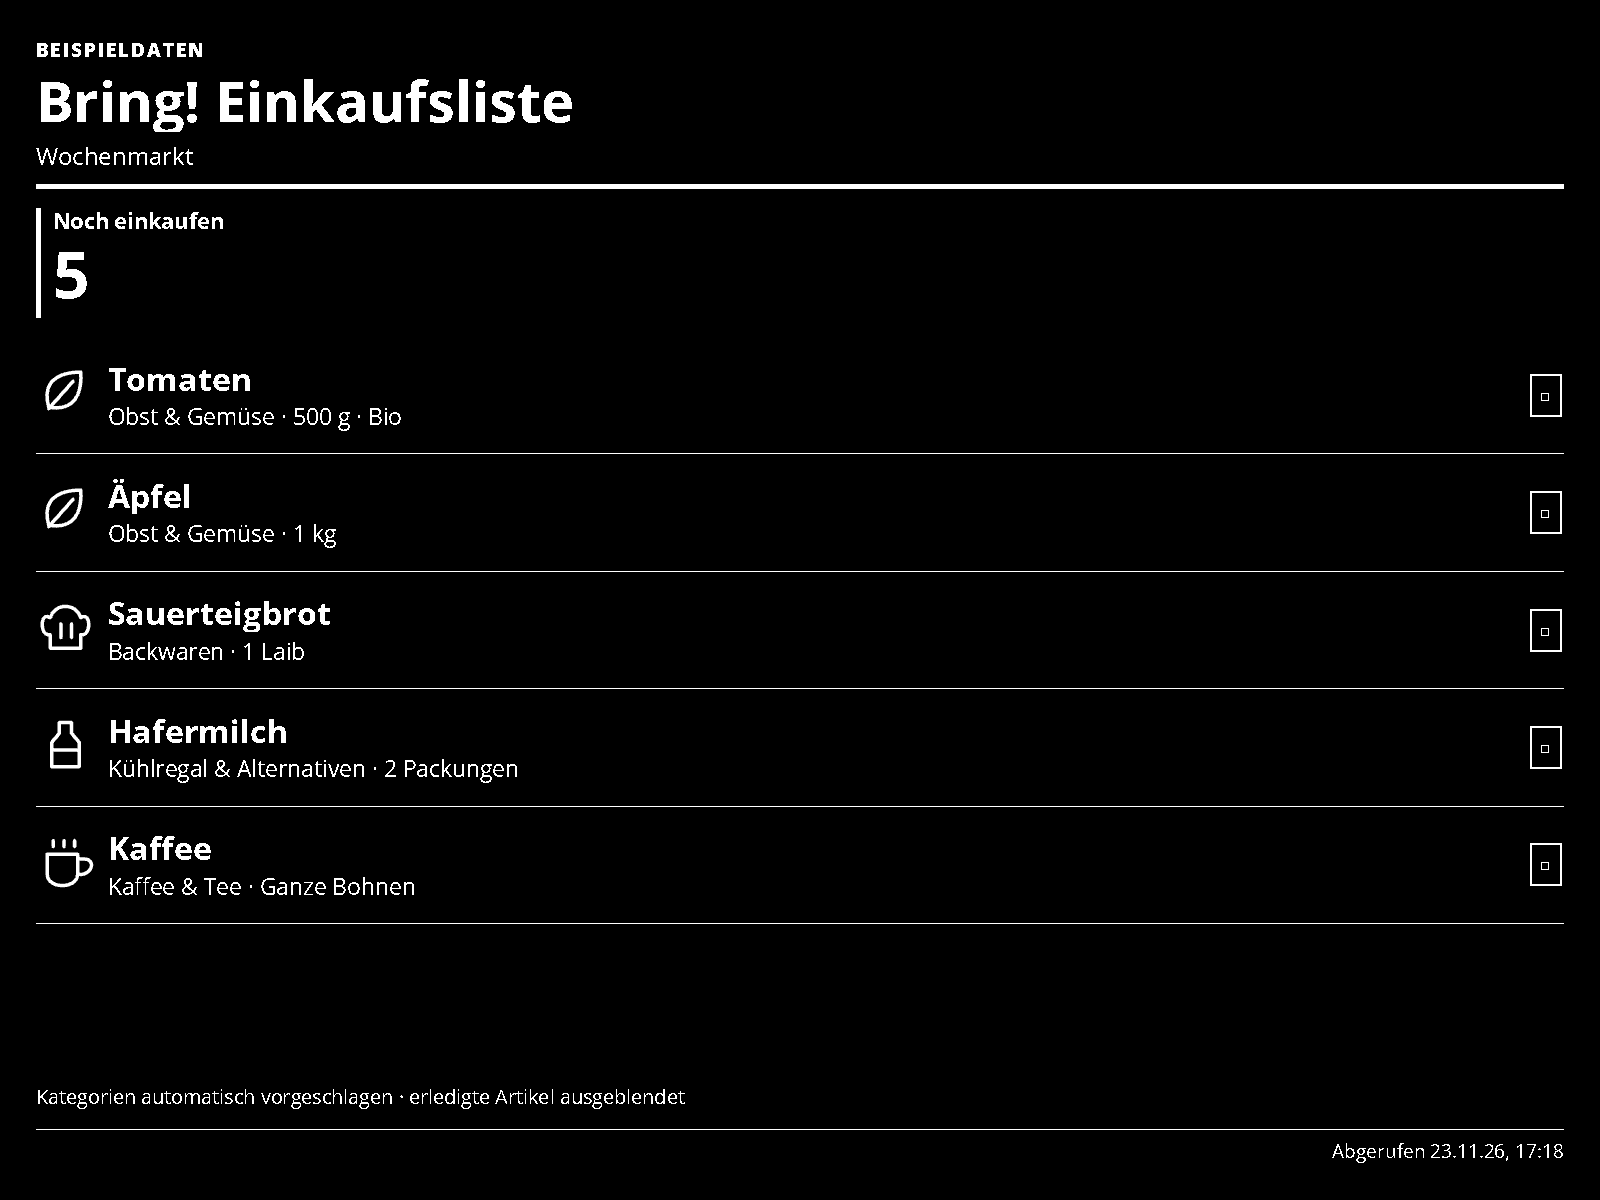 BEISPIELDATEN
Bring! Einkaufsliste
Wochenmarkt
Noch einkaufen
5
Tomaten
Obst & Gemüse · 500 g · Bio
Äpfel
Obst & Gemüse · 1 kg
Sauerteigbrot
Backwaren · 1 Laib
Hafermilch
Kühlregal & Alternativen · 2 Packungen
Kaffee
Kaffee & Tee · Ganze Bohnen
Kategorien automatisch vorgeschlagen · erledigte Artikel ausgeblendet
Abgerufen 23.11.26, 17:18